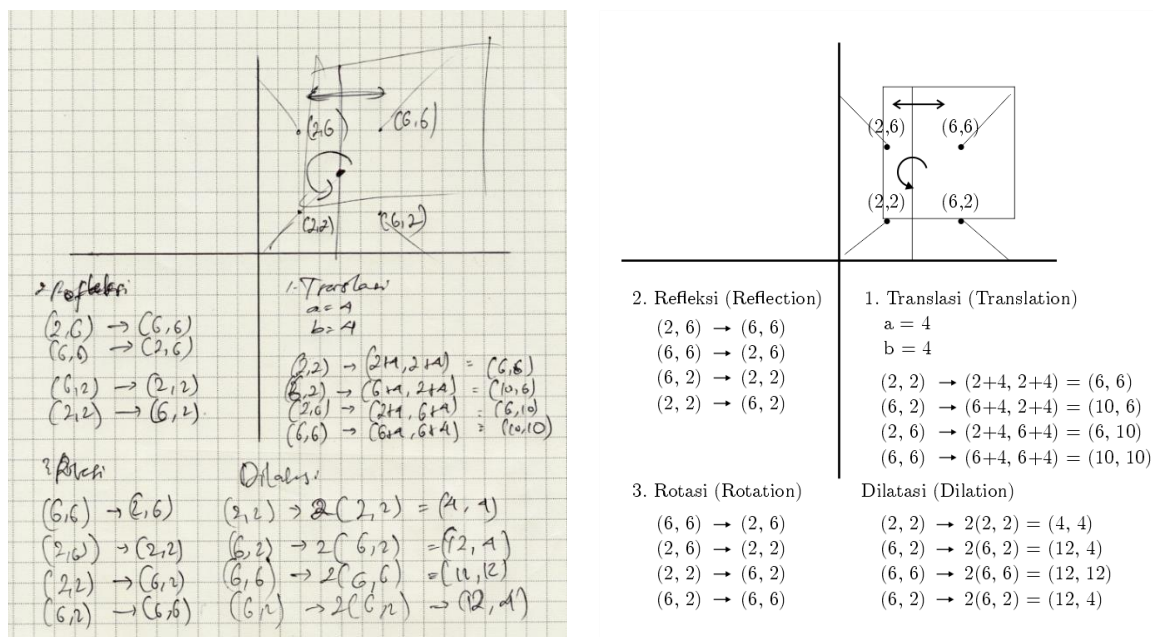 (2,6)
(6,6)
(2,2)
(6,2)
2. Refleksi
(2,6) → (6,6)
(6,6) → (2,6)
(6,2) → (2,2)
(2,2) → (6,2)
1. Translasi
a = 4
b = 4
(2,2) → (2+4, 2+4) = (6,6)
(6,2) → (6+4, 2+4) = (10,6)
(2,6) → (2+4, 6+4) = (6,10)
(6,6) → (6+4, 6+4) = (10,10)
3. Rotasi
(6,6) → (2,6)
(2,6) → (2,2)
(2,2) → (6,2)
(6,2) → (6,6)
Dilatasi
(2,2) → 2(2,2) = (4,4)
(6,2) → 2(6,2) = (12,4)
(6,6) → 2(6,6) = (12,12)
(6,2) → 2(6,2) → (12,4)
(2,6)
(6,6)
(2,2)
(6,2)
2. Refleksi (Reflection)
(2, 6) → (6, 6)
(6, 6) → (2, 6)
(6, 2) → (2, 2)
(2, 2) → (6, 2)
1. Translasi (Translation)
a = 4
b = 4
(2, 2) → (2+4, 2+4) = (6, 6)
(6, 2) → (6+4, 2+4) = (10, 6)
(2, 6) → (2+4, 6+4) = (6, 10)
(6, 6) → (6+4, 6+4) = (10, 10)
3. Rotasi (Rotation)
(6, 6) → (2, 6)
(2, 6) → (2, 2)
(2, 2) → (6, 2)
(6, 2) → (6, 6)
Dilatasi (Dilation)
(2, 2) → 2(2, 2) = (4, 4)
(6, 2) → 2(6, 2) = (12, 4)
(6, 6) → 2(6, 6) = (12, 12)
(6, 2) → 2(6, 2) = (12, 4)